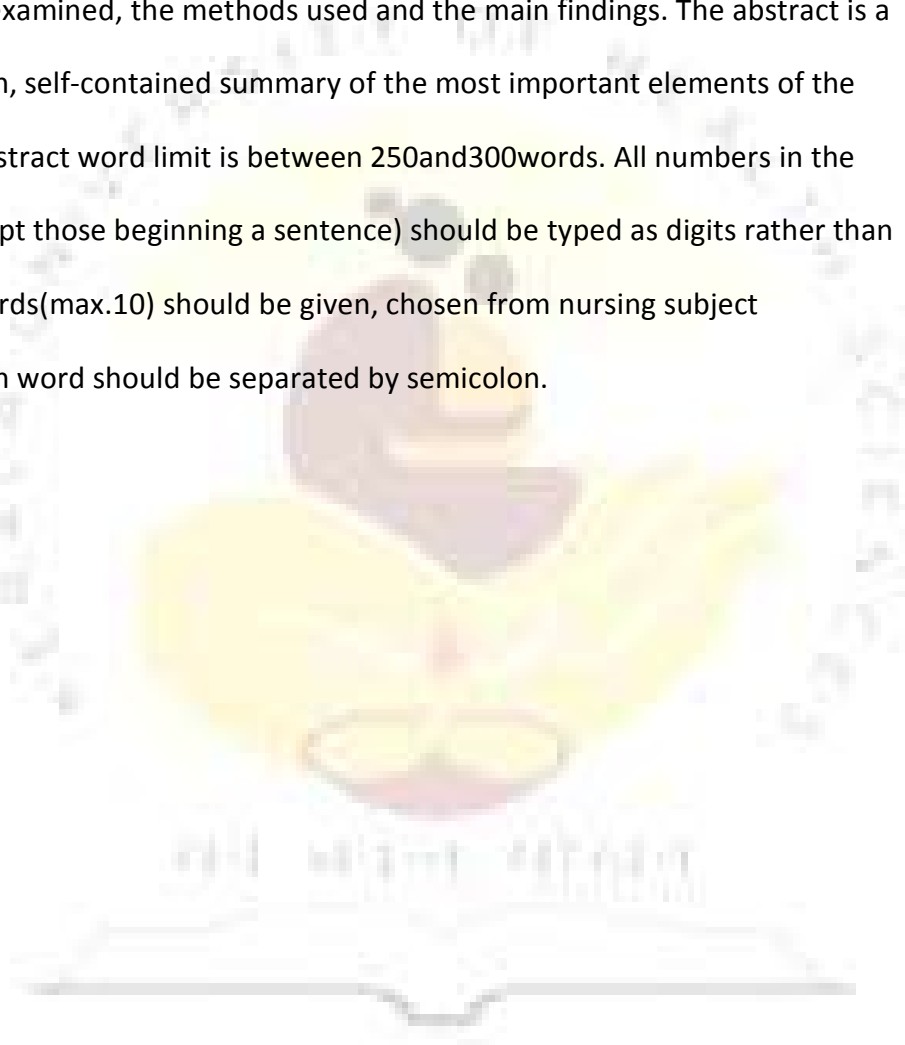 examined, the methods used and the main findings. The abstract is a
, self-contained summary of the most important elements of the
stract word limit is between 250and300words. All numbers in the
pt those beginning a sentence) should be typed as digits rather than
rds(max.10) should be given, chosen from nursing subject
word should be separated by semicolon.